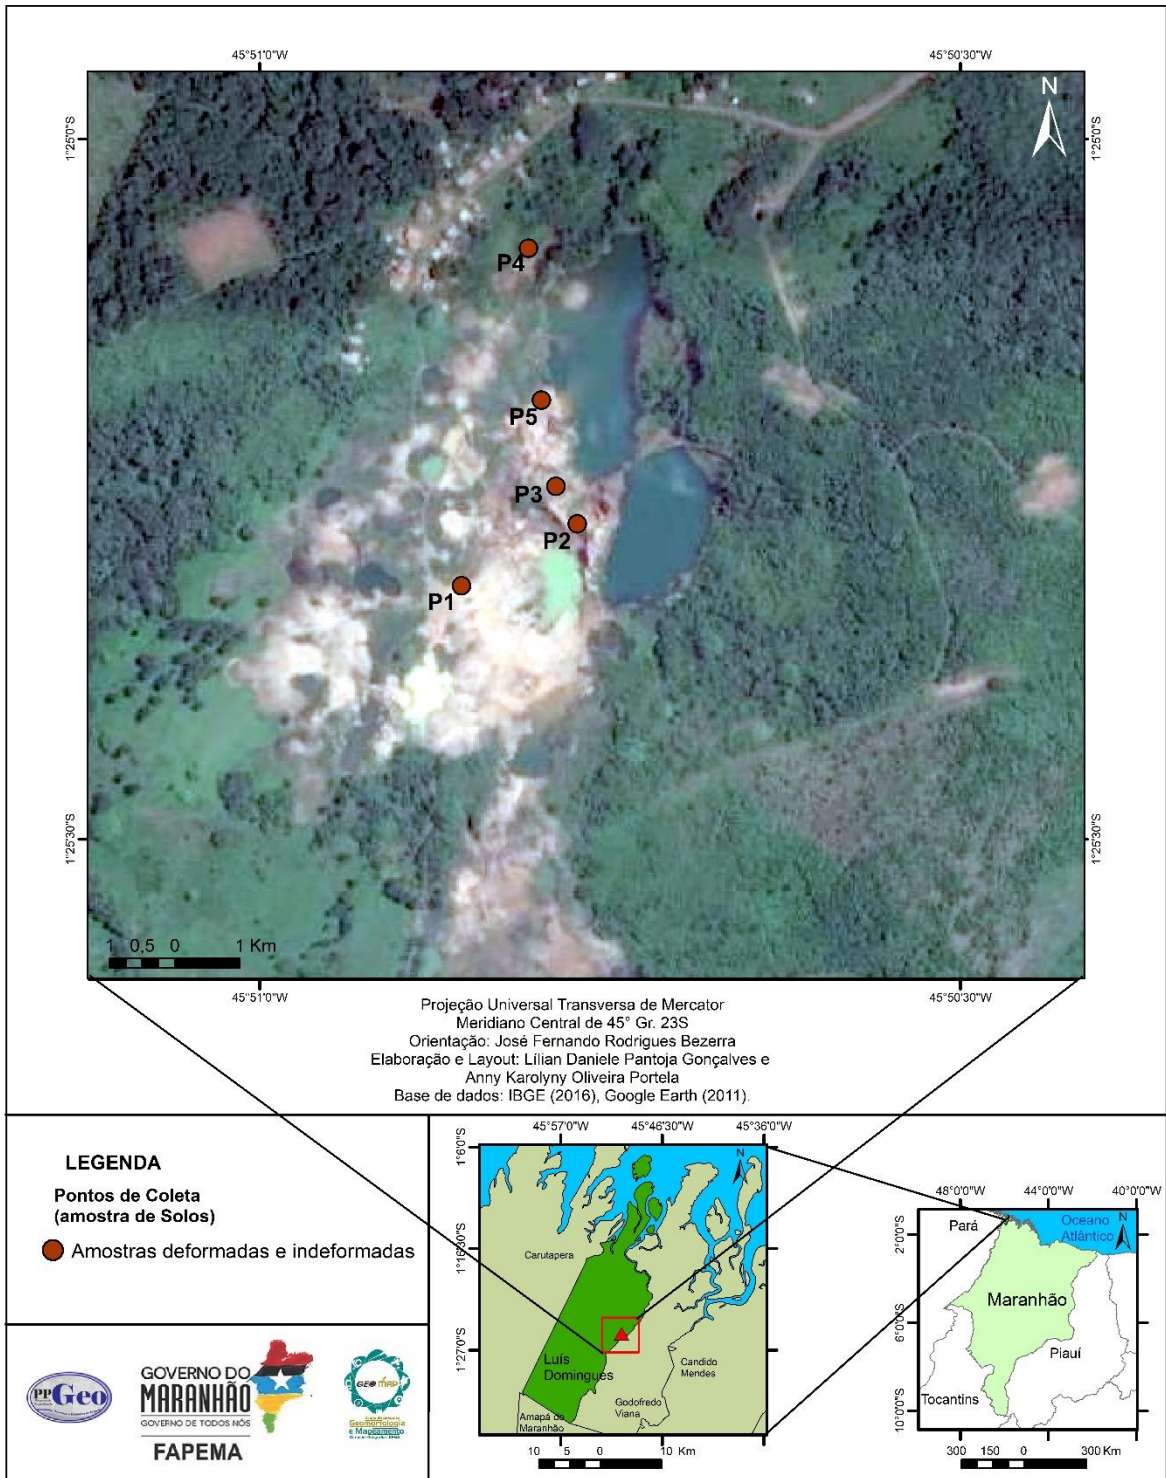 45°51'0"W
45°50'30"W
N
1°25'0"S
1°25'0"S
P4
P5
P3
P2
P1
1°25'30"S
1°25'30"S
1 0,5 0 1 Km
45°51'0"W
45°50'30"W
Projeção Universal Transversa de Mercator
Meridiano Central de 45° Gr. 23S
Orientação: José Fernando Rodrigues Bezerra
Elaboração e Layout: Lílian Daniele Pantoja Gonçalves e
Anny Karolyny Oliveira Portela
Base de dados: IBGE (2016), Google Earth (2011).
LEGENDA
Pontos de Coleta
(amostra de Solos)
Amostras deformadas e indeformadas
PPGeo
GOVERNO DO
MARANHÃO
GOVERNO DE TODOS NÓS
FAPEMA
GEOMAP
Geomorfologia
e Mapeamento
45°57'0"W
45°46'30"W
45°36'0"W
1°6'0"S
1°16'30"S
1°27'0"S
N
Carutapera
Luís
Domingues
Candido
Mendes
Godofredo
Viana
Amapá do
Maranhão
10 5 0 10 Km
48°0'0"W
44°0'0"W
40°0'0"W
2°0'0"S
6°0'0"S
10°0'0"S
Pará
Oceano
Atlântico
N
Maranhão
Piauí
Tocantins
300 150 0 300 Km